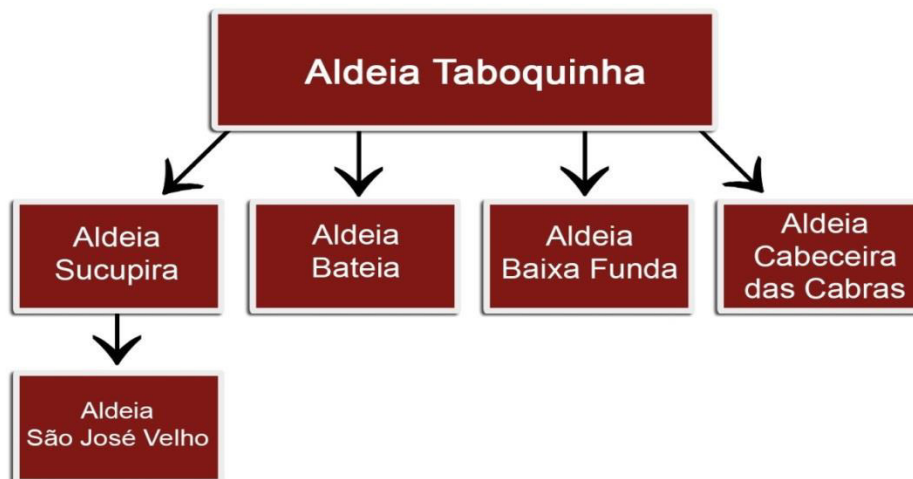 Aldeia Taboquinha
Aldeia
Sucupira
Aldeia
Bateia
Aldeia
Baixa Funda
Aldeia
Cabeceira
das Cabras
Aldeia
São José Velho